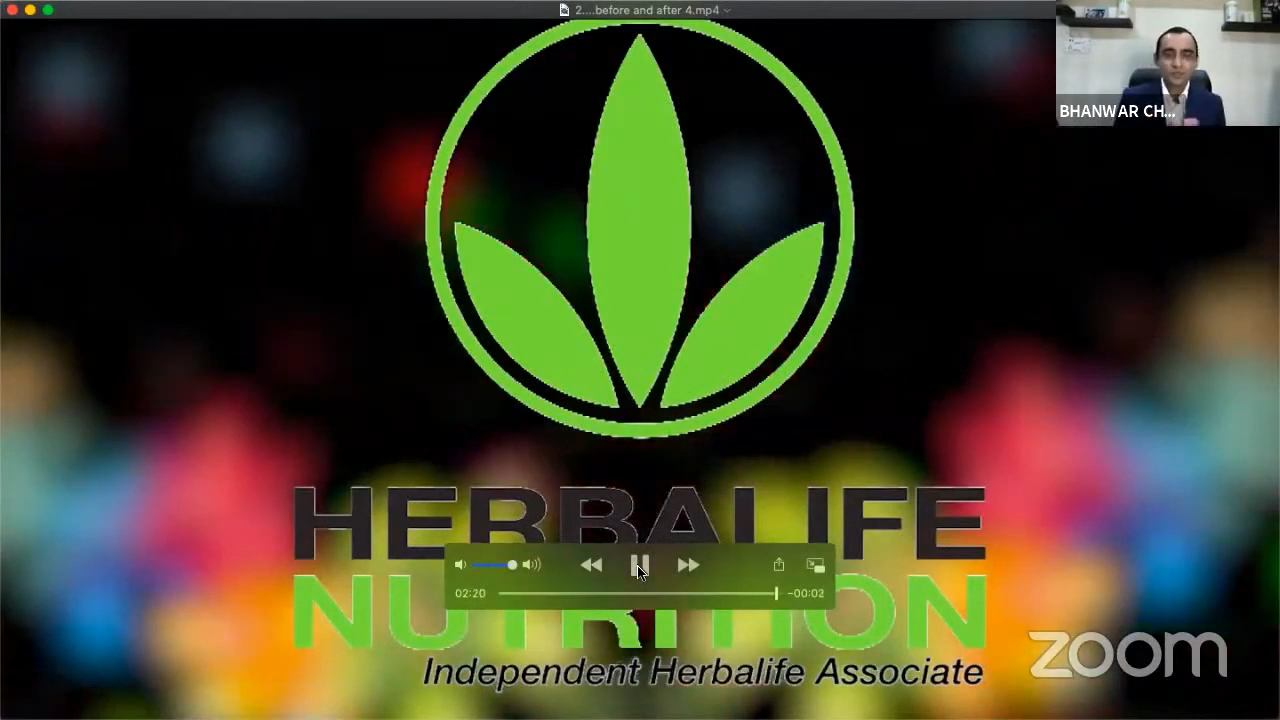 2....before and after 4.mp4
BHANWAR CH...
HERBALIFE
NUTRITION
02:20
-00:02
Independent Herbalife Associate
zoom